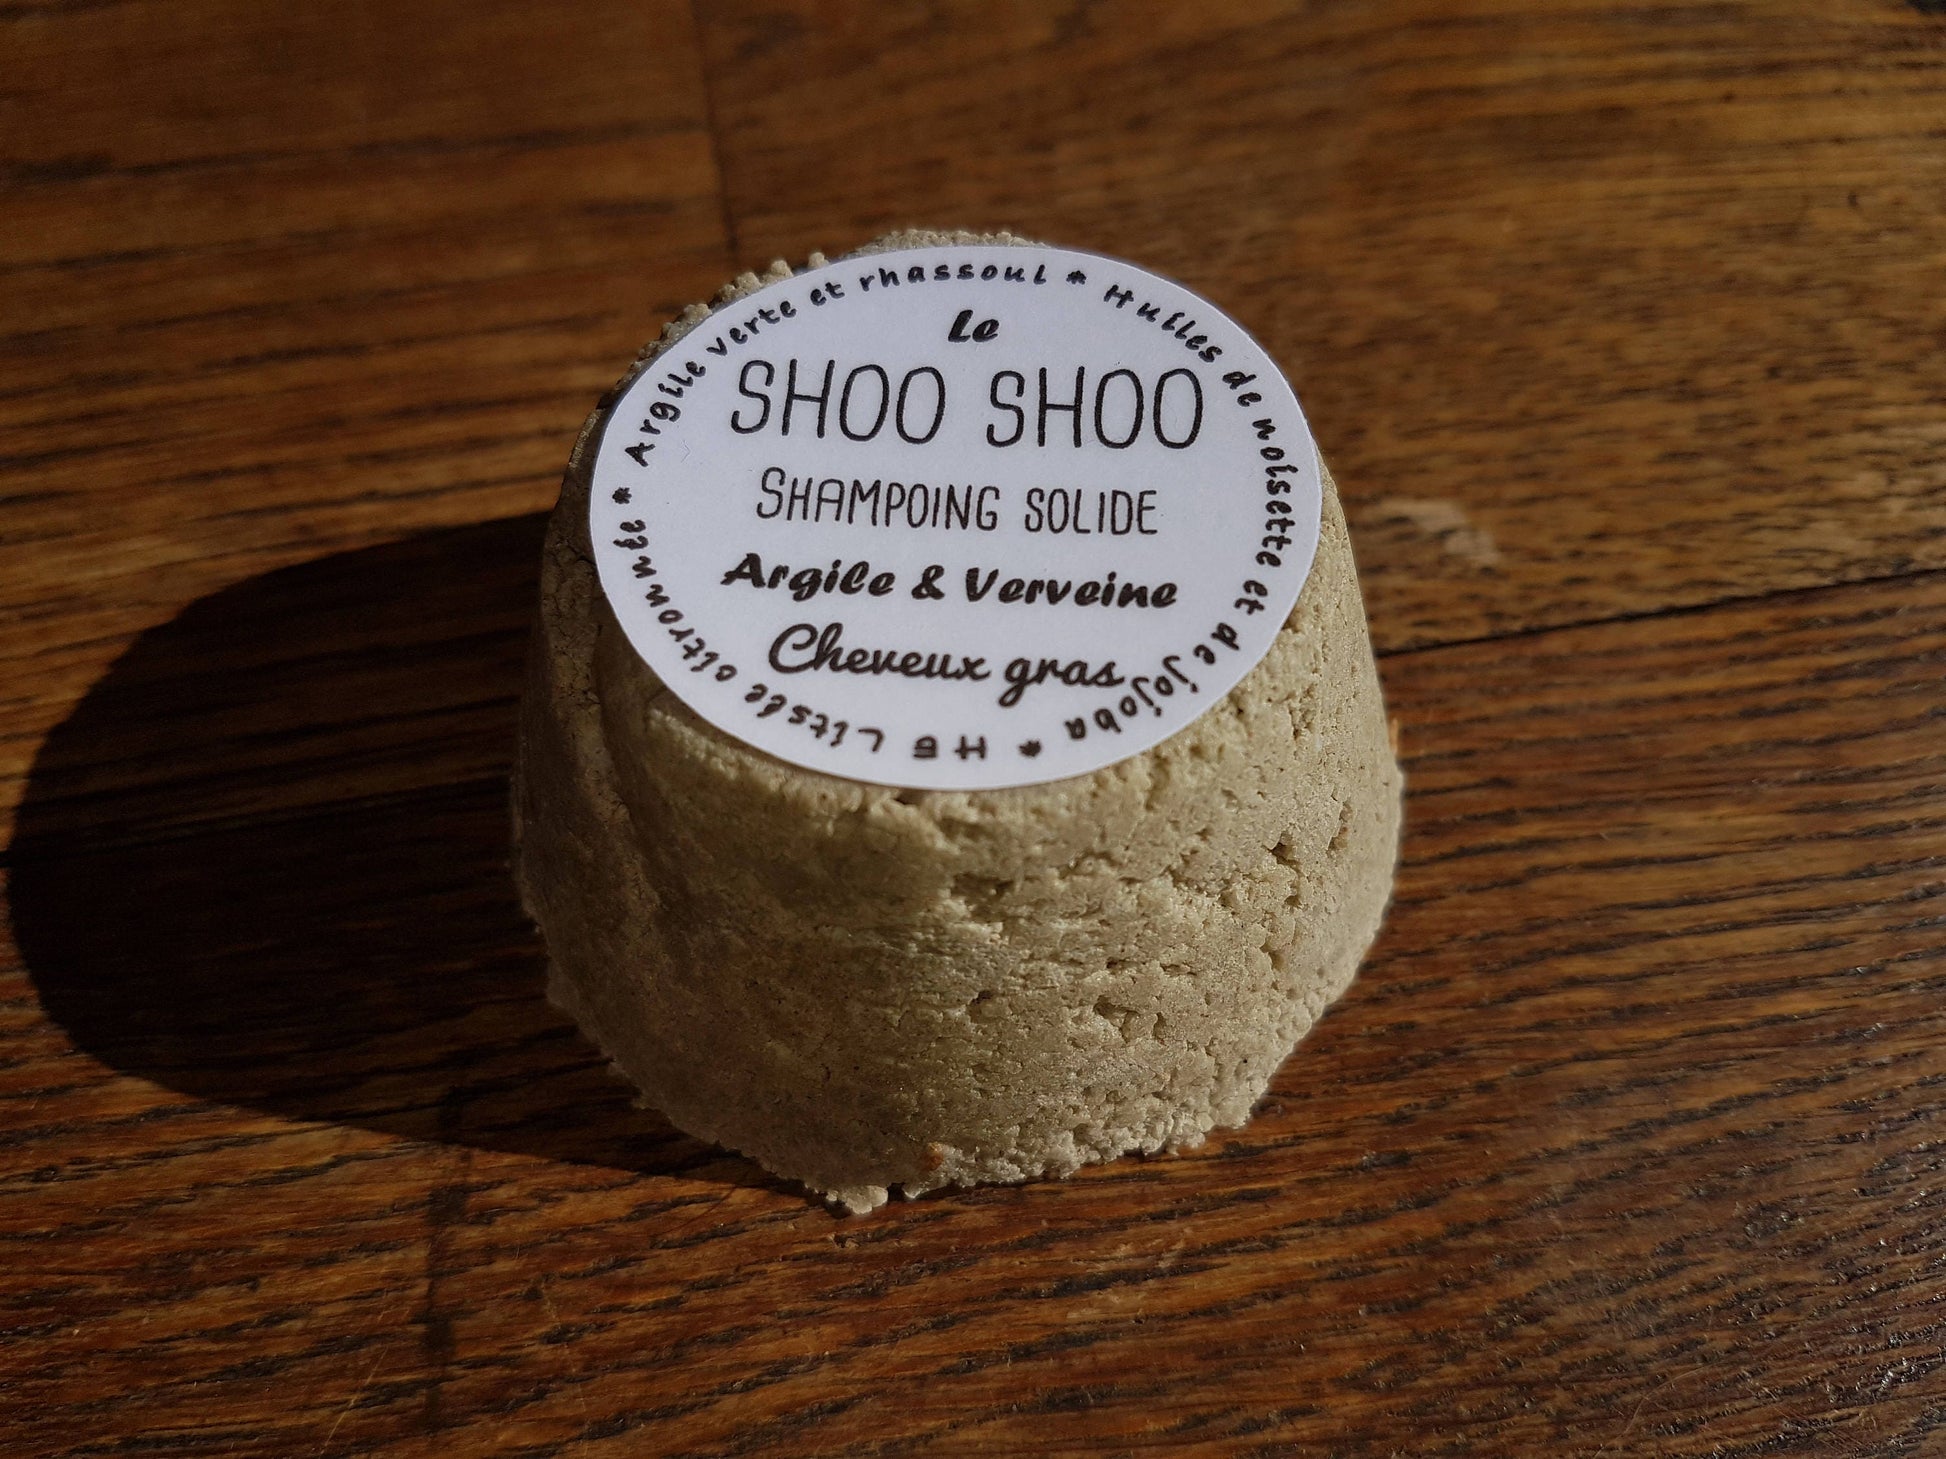 Le
SHOO SHOO
SHAMPOING SOLIDE
Argile & Verveine
Cheveux gras
* Argile verte et rhassoul * Huiles de noisette et de jojoba * HE Litsée citronnée